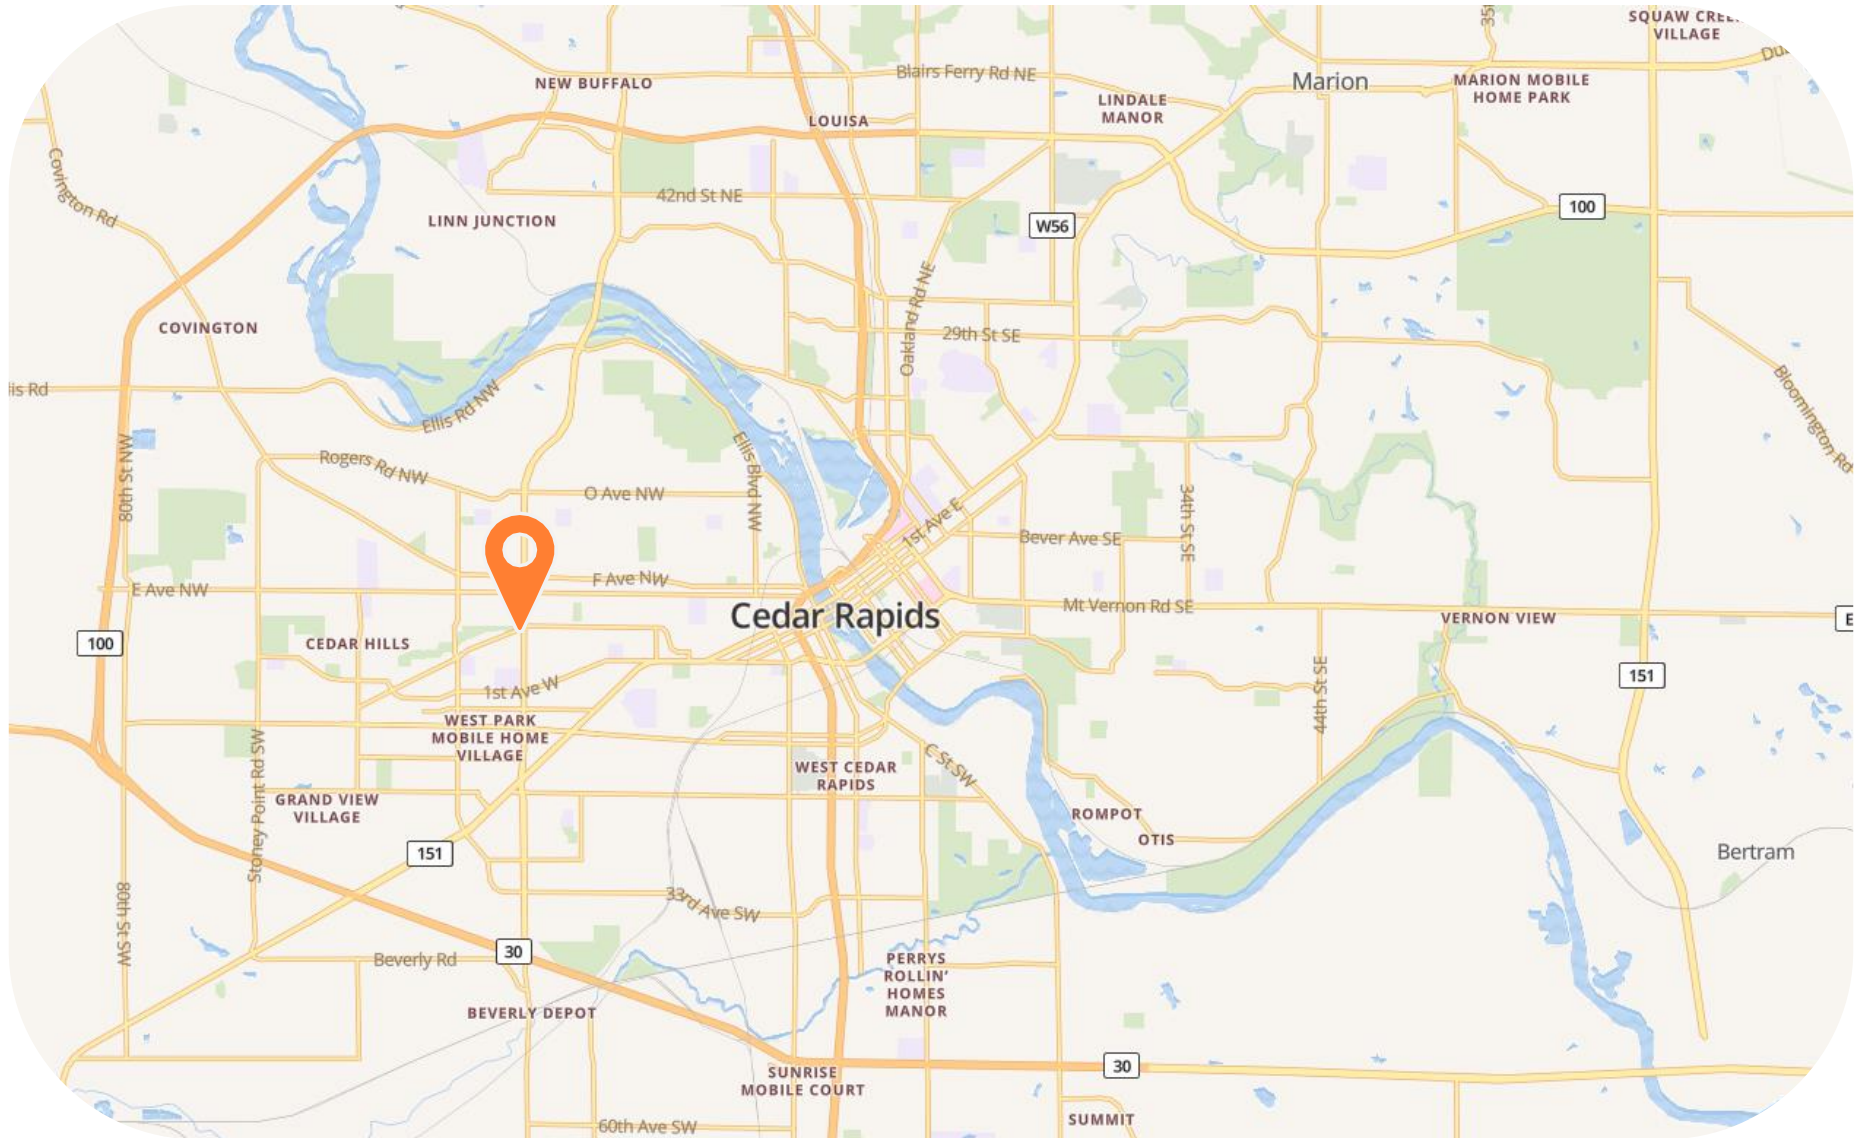 SQUAW CREE
VILLAGE
35
Du
Blairs Ferry Rd NE
Marion
NEW BUFFALO
MARION MOBILE
HOME PARK
LINDALE
MANOR
LOUISA
Covington Rd
42nd St NE
100
LINN JUNCTION
W56
Oakland Rd NE
COVINGTON
29th St SE
lis Rd
Ellis Rd NW
Bloomington Rd
80th St NW
Ellis Blvd NW
Rogers Rd NW
O Ave NW
34th St SE
1st Ave E
Bever Ave SE
E Ave NW
F Ave NW
Mt Vernon Rd SE
Cedar Rapids
VERNON VIEW
E
100
CEDAR HILLS
151
44th St SE
1st Ave W
WEST PARK
MOBILE HOME
VILLAGE
C St SW
WEST CEDAR
RAPIDS
Stoney Point Rd SW
GRAND VIEW
VILLAGE
ROMPOT
OTIS
151
Bertram
80th St SW
33rd Ave SW
30
Beverly Rd
PERRYS
ROLLIN'
HOMES
MANOR
BEVERLY DEPOT
30
SUNRISE
MOBILE COURT
SUMMIT
60th Ave SW